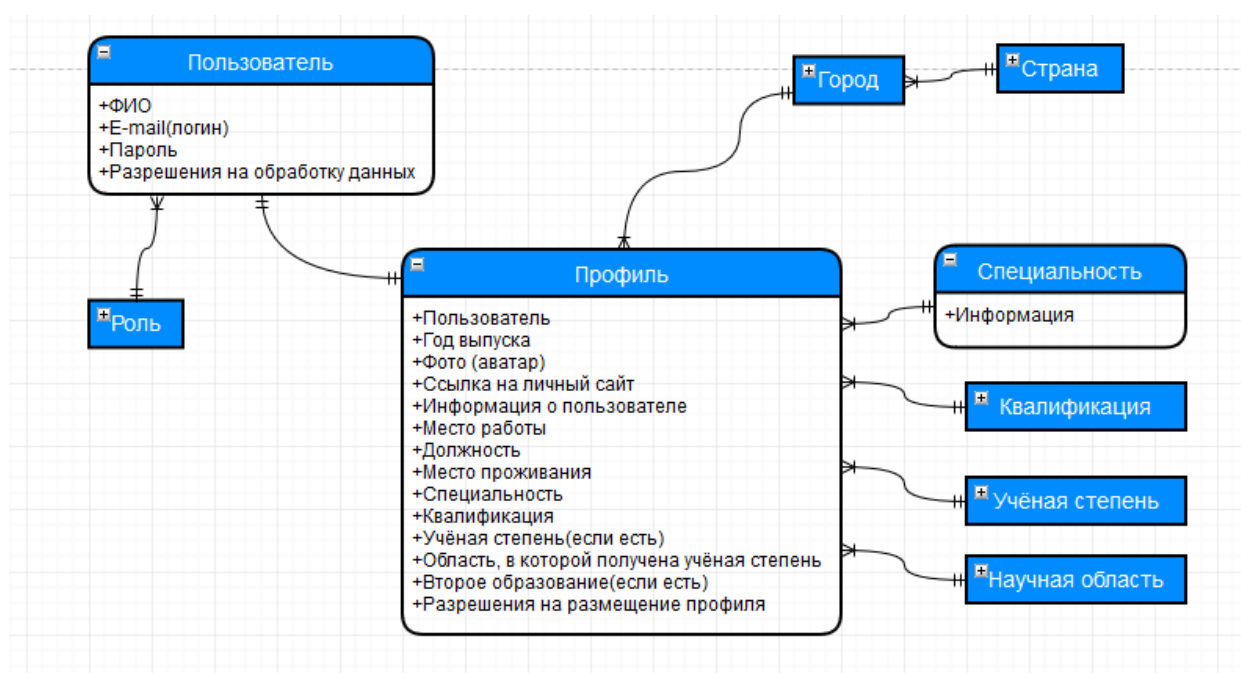 Пользователь
+ФИО
+E-mail(логин)
+Пароль
+Разрешения на обработку данных
Роль
Город
Страна
Профиль
+Пользователь
+Год выпуска
+Фото (аватар)
+Ссылка на личный сайт
+Информация о пользователе
+Место работы
+Должность
+Место проживания
+Специальность
+Квалификация
+Учёная степень(если есть)
+Область, в которой получена учёная степень
+Второе образование(если есть)
+Разрешения на размещение профиля
Специальность
+Информация
Квалификация
Учёная степень
Научная область